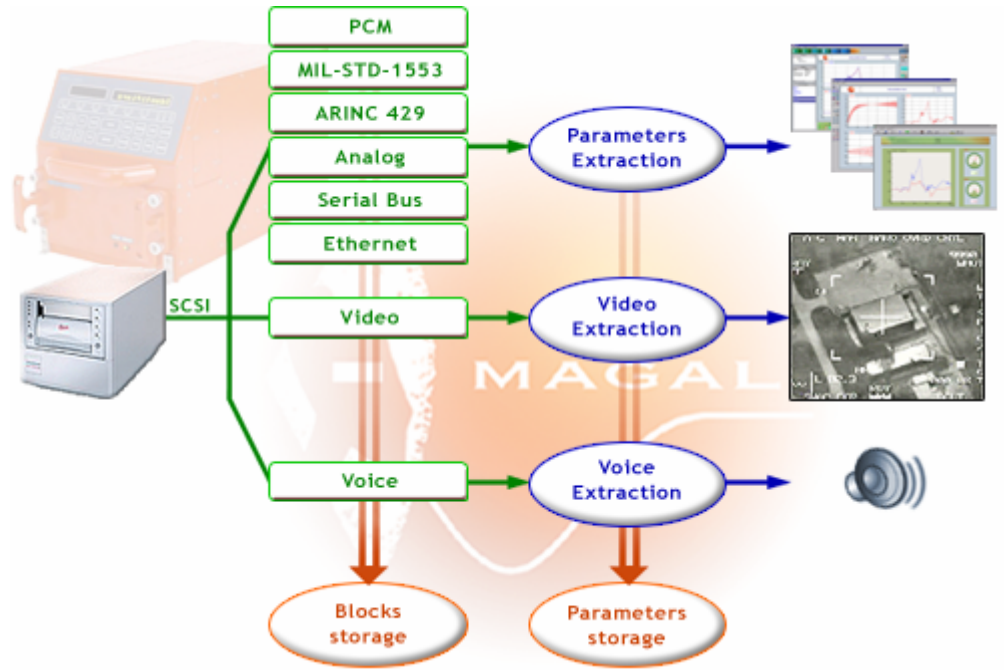 PCM
MIL-STD-1553
ARINC 429
Analog
Serial Bus
Ethernet
Parameters
Extraction
SCSI
Video
Video
Extraction
MAGAL
Voice
Voice
Extraction
Blocks
storage
Parameters
storage